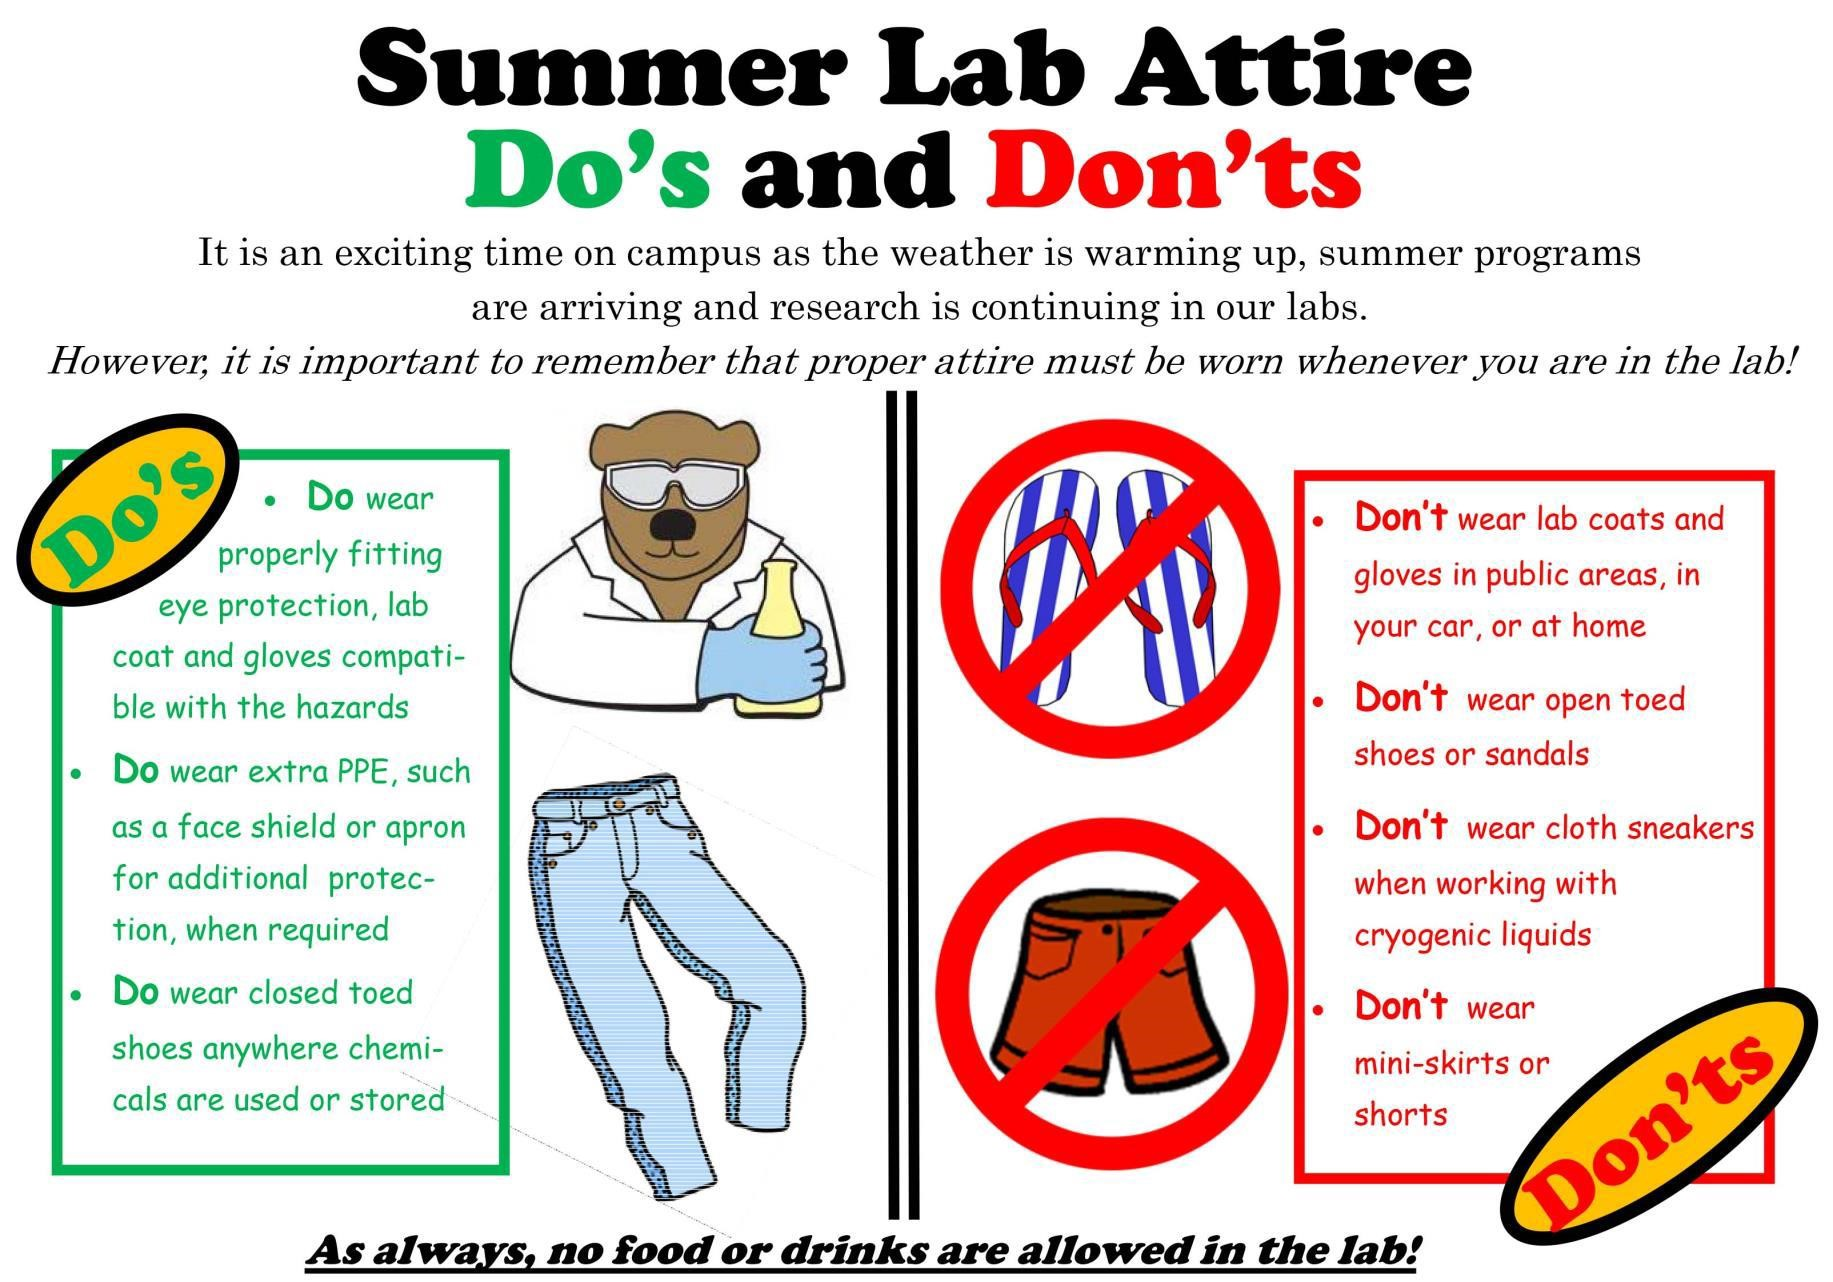 Summer Lab Attire
Do's and Don'ts
It is an exciting time on campus as the weather is warming up, summer programs
are arriving and research is continuing in our labs.
However, it is important to remember that proper attire must be worn whenever you are in the lab!
Do's
• Do wear
properly fitting
eye protection, lab
coat and gloves compati-
ble with the hazards
• Do wear extra PPE, such
as a face shield or apron
for additional protec-
tion, when required
• Do wear closed toed
shoes anywhere chemi-
cals are used or stored
• Don't wear lab coats and
gloves in public areas, in
your car, or at home
• Don't wear open toed
shoes or sandals
• Don't wear cloth sneakers
when working with
cryogenic liquids
• Don't wear
mini-skirts or
shorts
Don'ts
As always, no food or drinks are allowed in the lab!